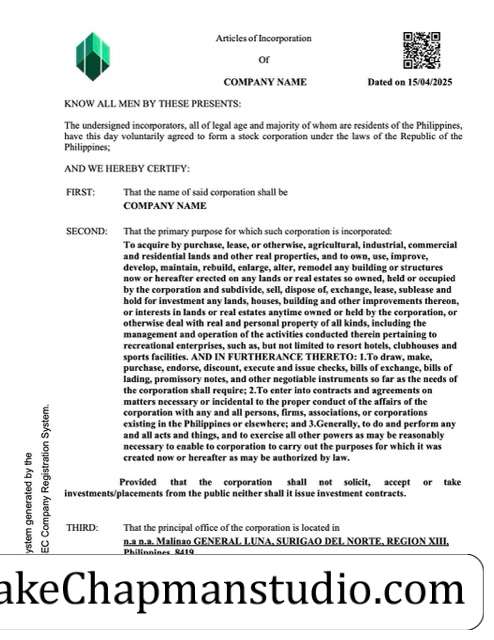 Articles of Incorporation
Of
COMPANY NAME
Dated on 15/04/2025
KNOW ALL MEN BY THESE PRESENTS:
The undersigned incorporators, all of legal age and majority of whom are residents of the Philippines,
have this day voluntarily agreed to form a stock corporation under the laws of the Republic of the
Philippines;
AND WE HEREBY CERTIFY:
FIRST: That the name of said corporation shall be
COMPANY NAME
SECOND: That the primary purpose for which such corporation is incorporated:
To acquire by purchase, lease, or otherwise, agricultural, industrial, commercial
and residential lands and other real properties, and to own, use, improve,
develop, maintain, rebuild, enlarge, alter, remodel any building or structures
now or hereafter erected on any lands or real estates so owned, held or occupied
by the corporation and subdivide, sell, dispose of, exchange, lease, sublease and
hold for investment any lands, houses, building and other improvements thereon,
or interests in lands or real estates anytime owned or held by the corporation, or
otherwise deal with real and personal property of all kinds, including the
management and operation of the activities conducted therein pertaining to
recreational enterprises, such as, but not limited to resort hotels, clubhouses and
sports facilities. AND IN FURTHERANCE THERETO: 1.To draw, make,
purchase, endorse, discount, execute and issue checks, bills of exchange, bills of
lading, promissory notes, and other negotiable instruments so far as the needs of
the corporation shall require; 2.To enter into contracts and agreements on
matters necessary or incidental to the proper conduct of the affairs of the
corporation with any and all persons, firms, associations, or corporations
existing in the Philippines or elsewhere; and 3.Generally, to do and perform any
and all acts and things, and to exercise all other powers as may be reasonably
necessary to enable to corporation to carry out the purposes for which it was
created now or hereafter as may be authorized by law.
Provided that the corporation shall not solicit, accept or take
investments/placements from the public neither shall it issue investment contracts.
THIRD: That the principal office of the corporation is located in
n.a n.a. Malinao GENERAL LUNA, SURIGAO DEL NORTE, REGION XIII,
Philippines, 8419
ystem generated by the
EC Company Registration System.
akeChapmanstudio.com